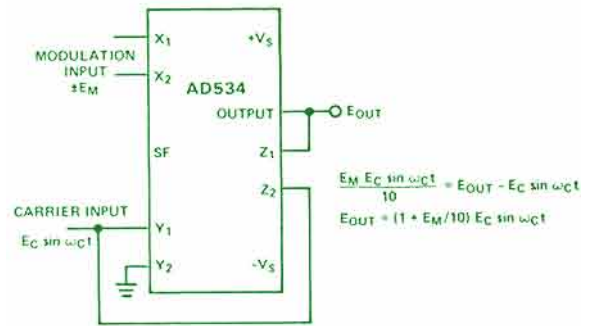 X1
+VS
MODULATION
INPUT
±EM
X2
AD534
OUTPUT
EOUT
SF
Z1
Z2
EM EC sin ωCt / 10 = EOUT - EC sin ωCt
EOUT = (1 + EM/10) EC sin ωCt
CARRIER INPUT
EC sin ωCt
Y1
Y2
-VS